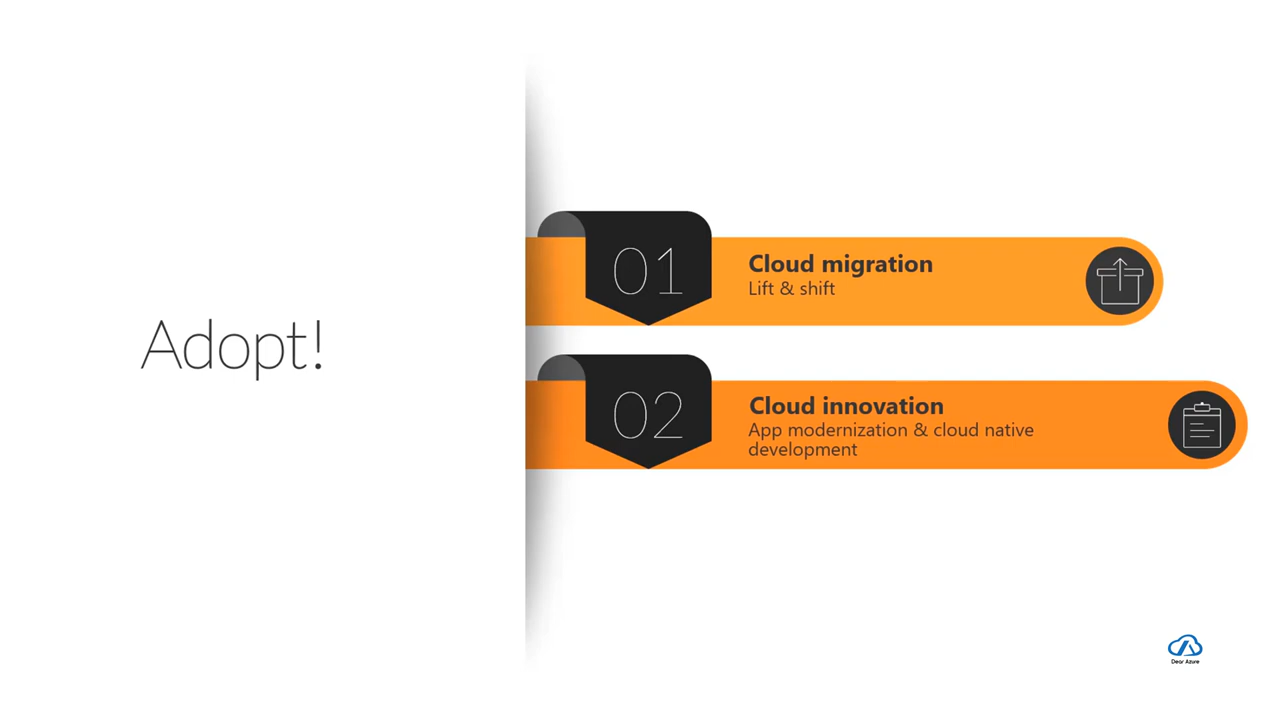 Adopt!
01
Cloud migration
Lift & shift
02
Cloud innovation
App modernization & cloud native
development
Dear Azure